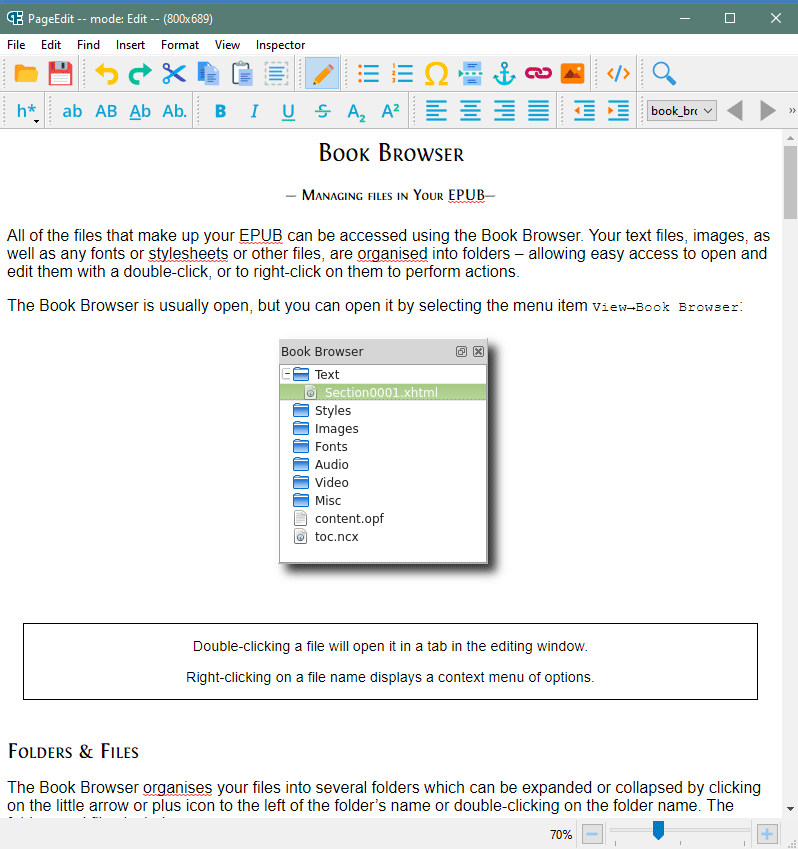 PageEdit -- mode: Edit -- (800x689)
File Edit Find Insert Format View Inspector
h* ab AB Ab Ab. B I U S A2 A² book_br
Book Browser
— Managing files in Your EPUB—
All of the files that make up your EPUB can be accessed using the Book Browser. Your text files, images, as
well as any fonts or stylesheets or other files, are organised into folders – allowing easy access to open and
edit them with a double-click, or to right-click on them to perform actions.
The Book Browser is usually open, but you can open it by selecting the menu item View→Book Browser:
Book Browser
Text
Section0001.xhtml
Styles
Images
Fonts
Audio
Video
Misc
content.opf
toc.ncx
Double-clicking a file will open it in a tab in the editing window.
Right-clicking on a file name displays a context menu of options.
Folders & Files
The Book Browser organises your files into several folders which can be expanded or collapsed by clicking
on the little arrow or plus icon to the left of the folder’s name or double-clicking on the folder name. The
70%